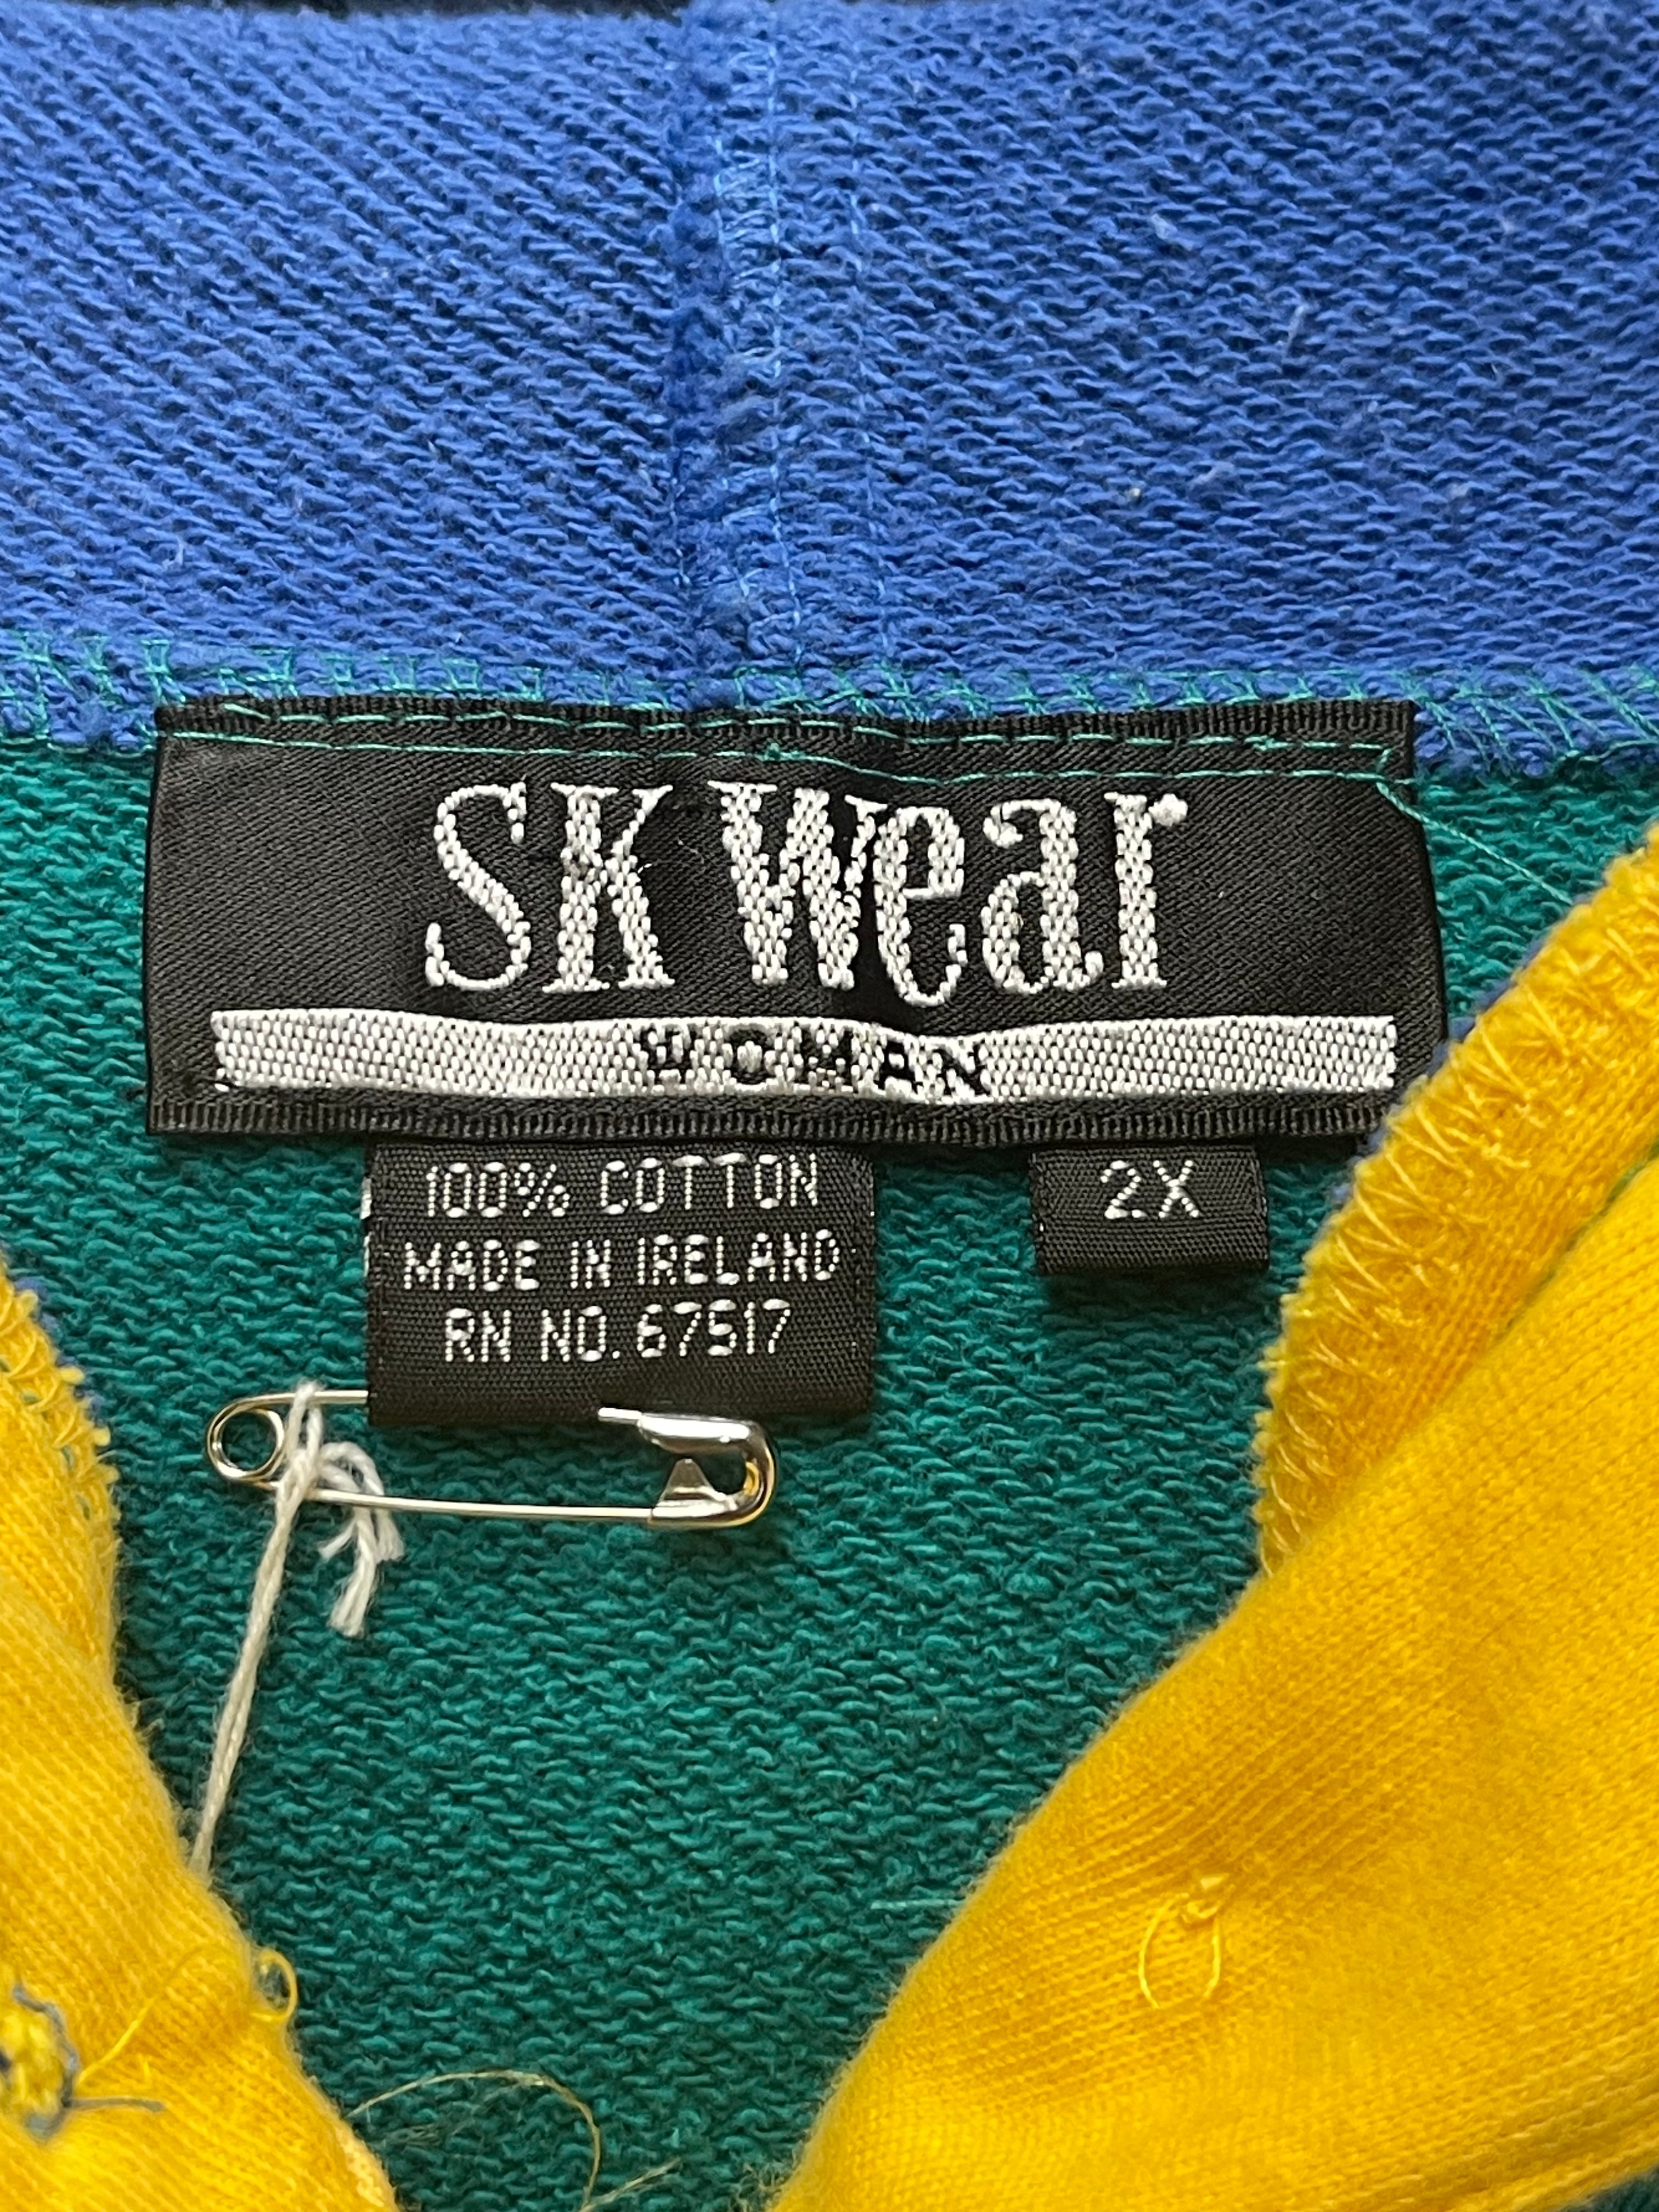 SK Wear
WOMAN
100% COTTON
MADE IN IRELAND
RN NO. 67517
2X